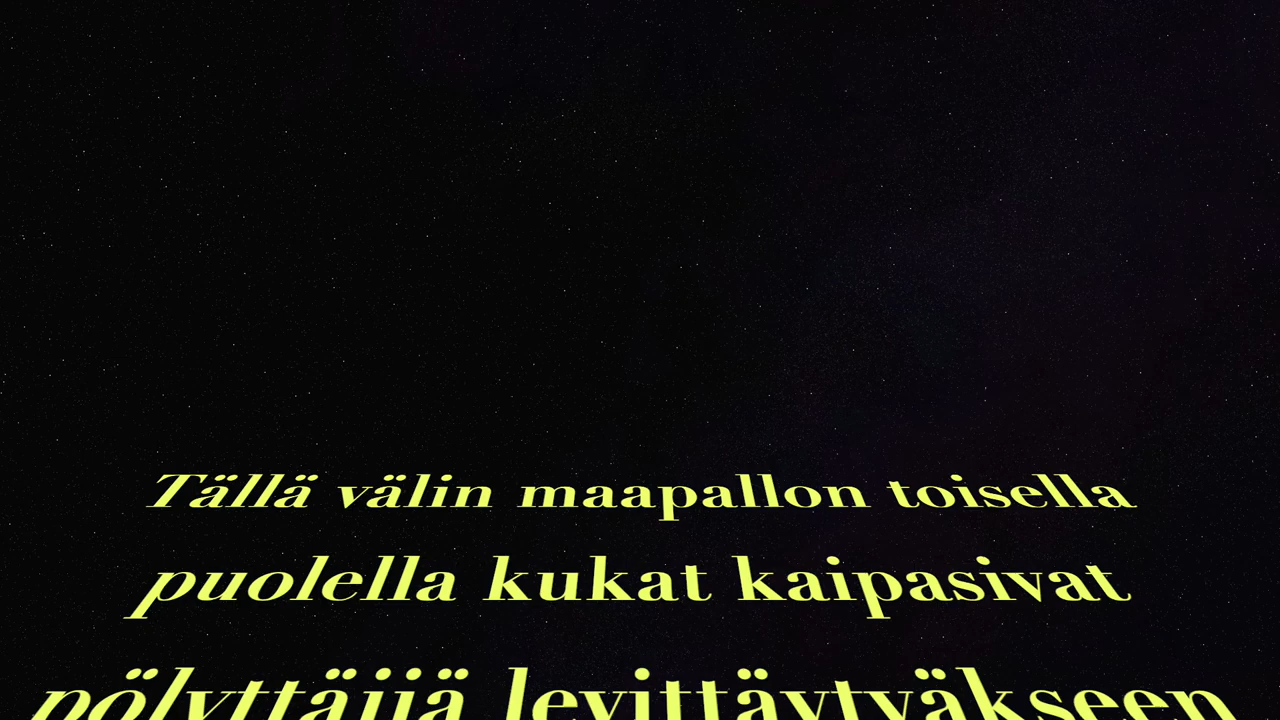 Tällä välin maapallon toisella
puolella kukat kaipasivat
pölyttäjiä levittäytyäkseen